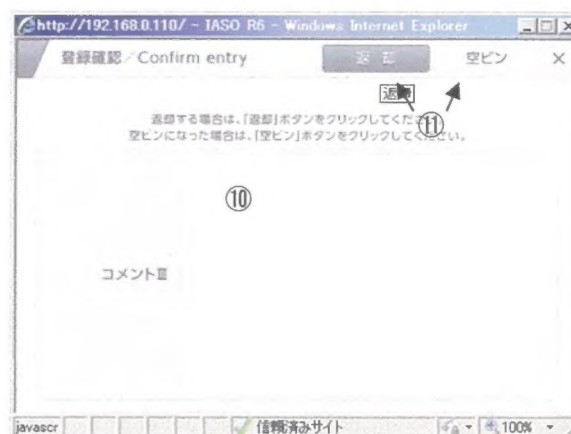 http://192.168.0.110/ - IASO R6 - Windows Internet Explorer
登録確認／Confirm entry
返 却
空ビン
×
返却
⑪
返却する場合は、「返却」ボタンをクリックしてください。
空ビンになった場合は、「空ビン」ボタンをクリックしてください。
⑩
コメントⅢ
javascr
信頼済みサイト
100%